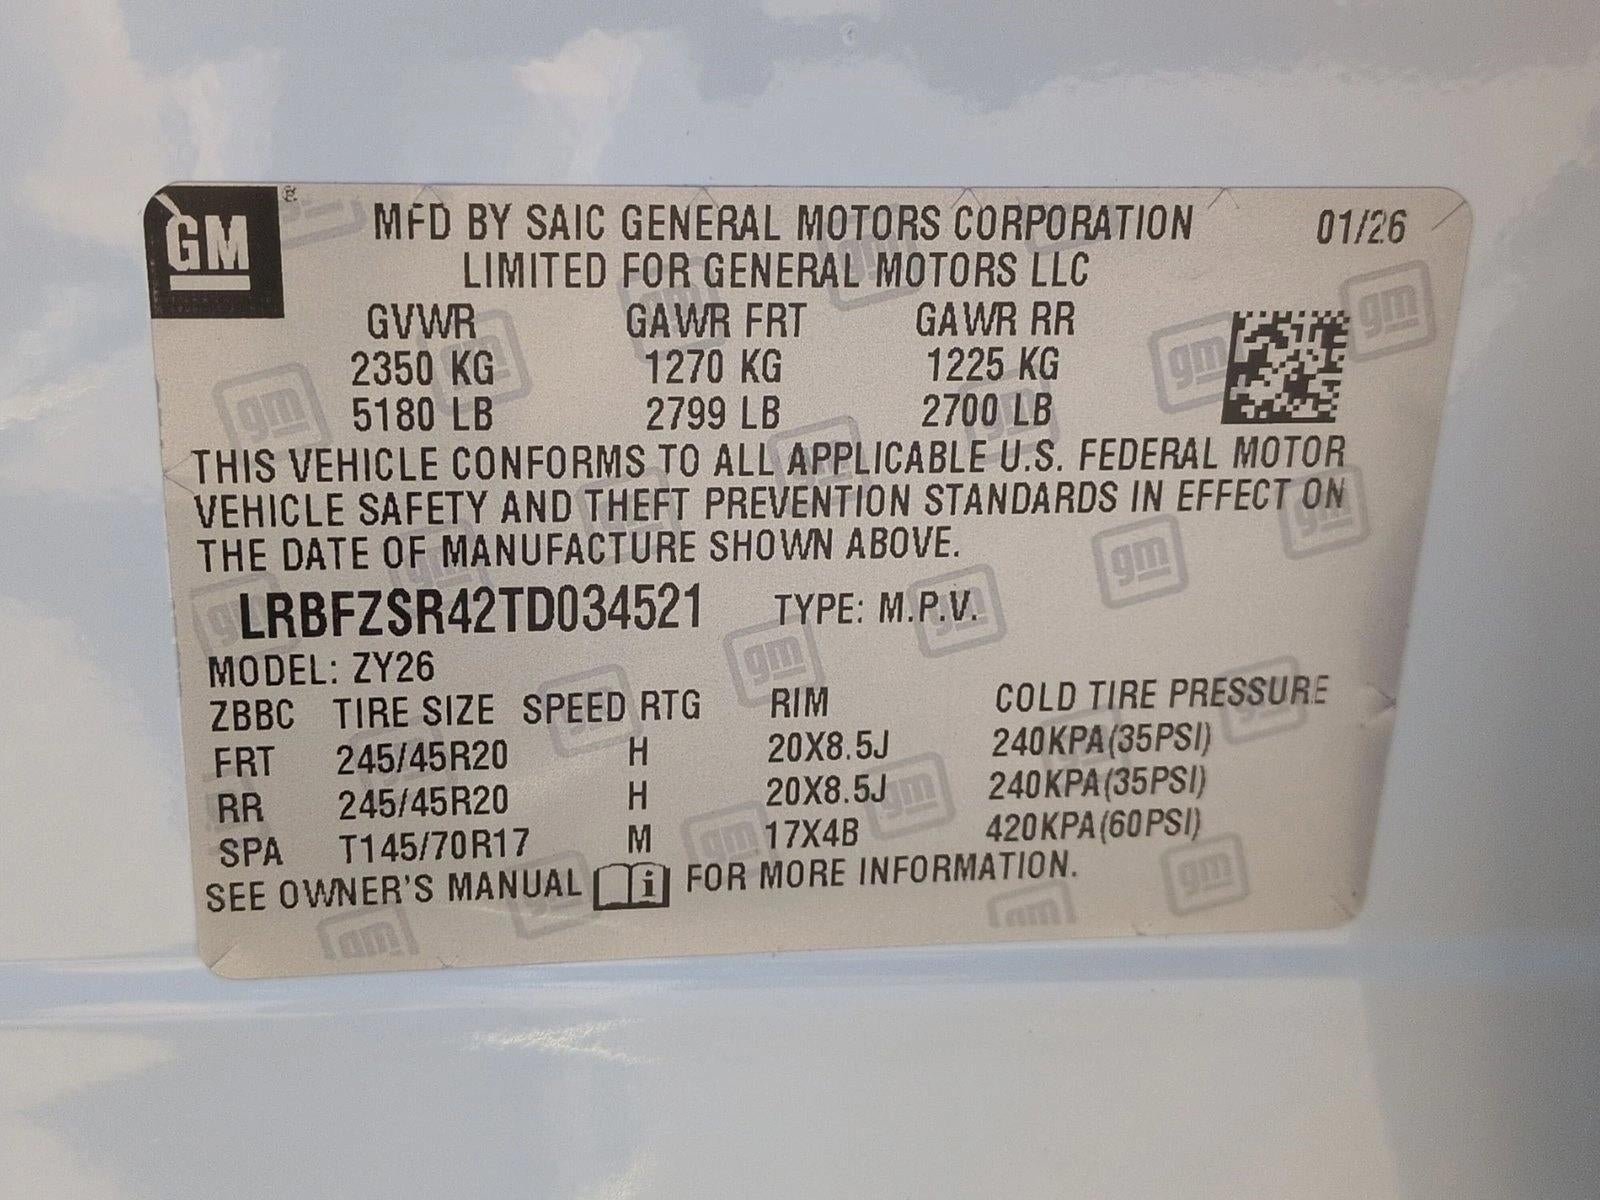 GM ®
MFD BY SAIC GENERAL MOTORS CORPORATION 01/26
LIMITED FOR GENERAL MOTORS LLC
GVWR GAWR FRT GAWR RR
2350 KG 1270 KG 1225 KG
5180 LB 2799 LB 2700 LB
THIS VEHICLE CONFORMS TO ALL APPLICABLE U.S. FEDERAL MOTOR
VEHICLE SAFETY AND THEFT PREVENTION STANDARDS IN EFFECT ON
THE DATE OF MANUFACTURE SHOWN ABOVE.
LRBFZSR42TD034521 TYPE: M.P.V.
MODEL: ZY26
ZBBC TIRE SIZE SPEED RTG RIM COLD TIRE PRESSURE
FRT 245/45R20 H 20X8.5J 240KPA(35PSI)
RR 245/45R20 H 20X8.5J 240KPA(35PSI)
SPA T145/70R17 M 17X4B 420KPA(60PSI)
SEE OWNER'S MANUAL i FOR MORE INFORMATION.